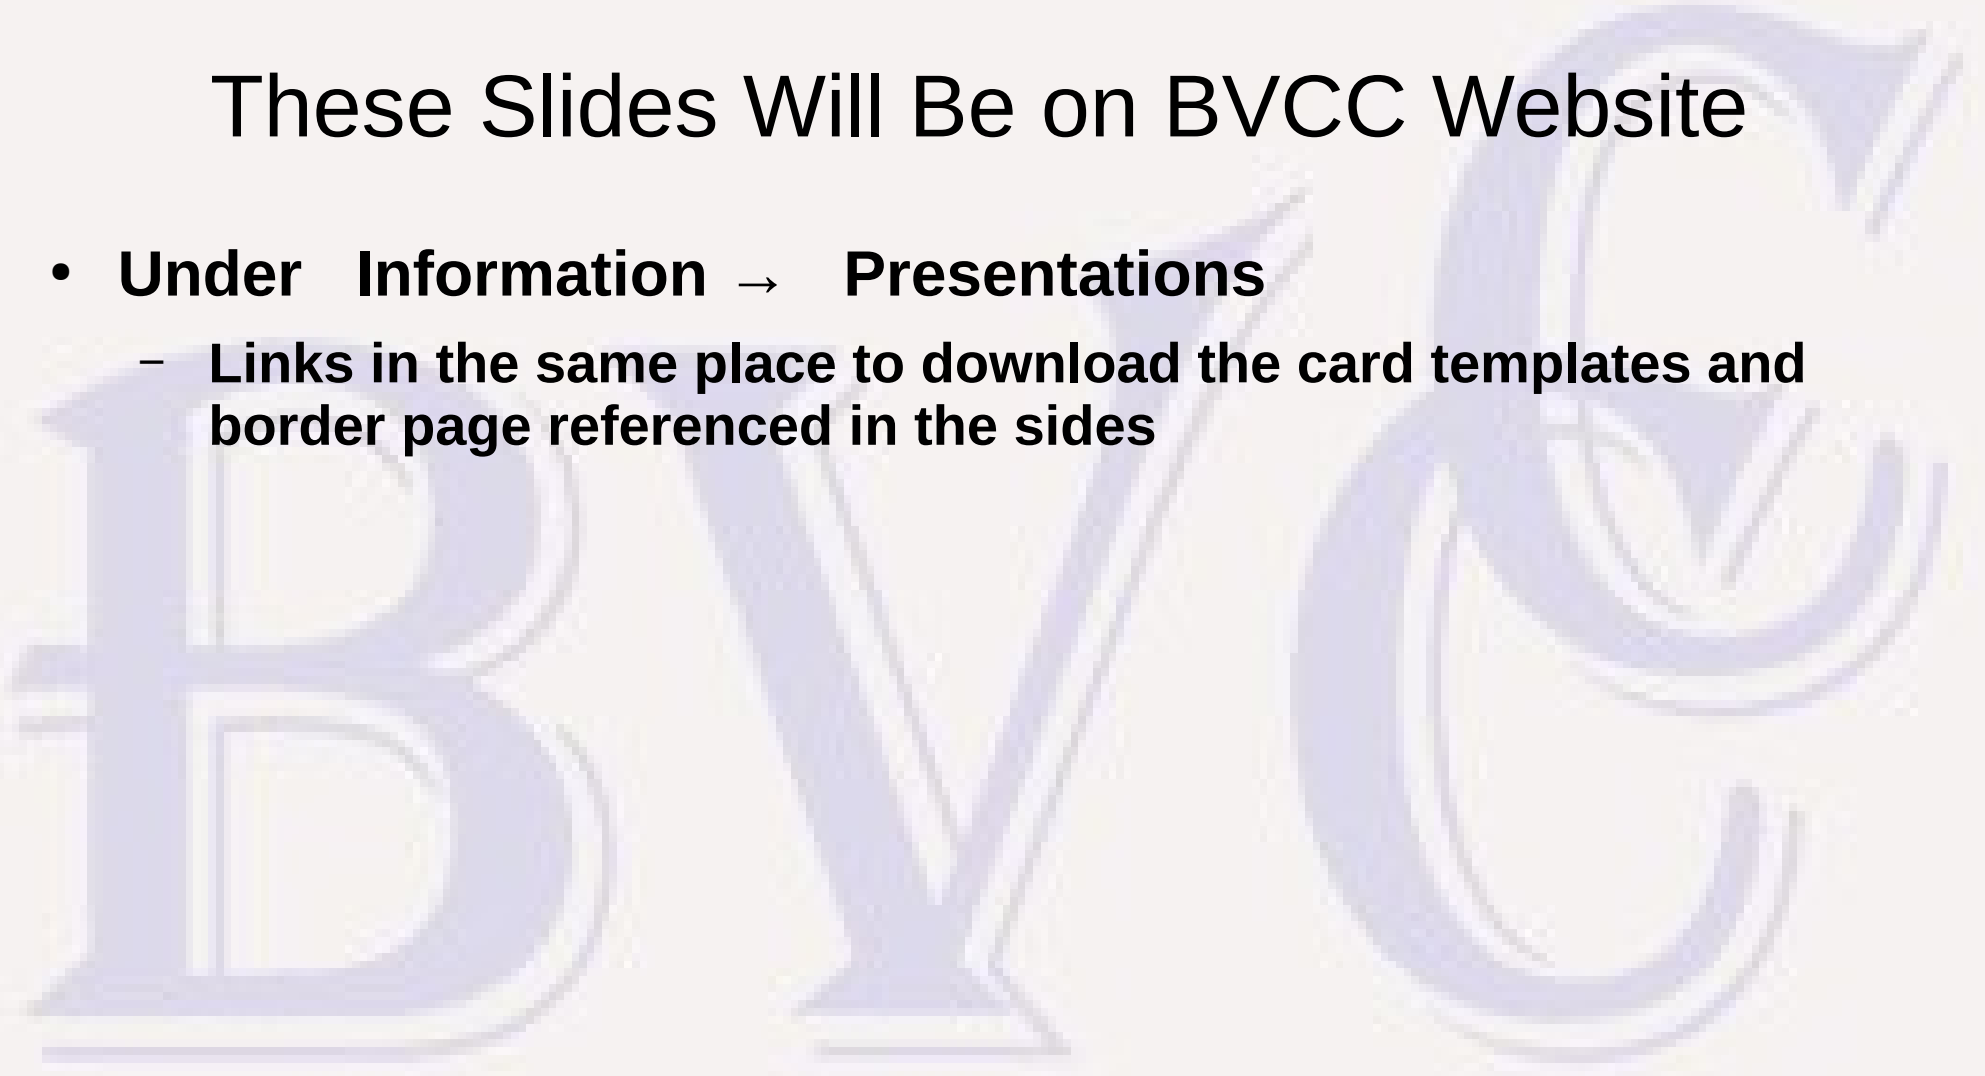 These Slides Will Be on BVCC Website
• Under Information → Presentations
– Links in the same place to download the card templates and
border page referenced in the sides
BVCC